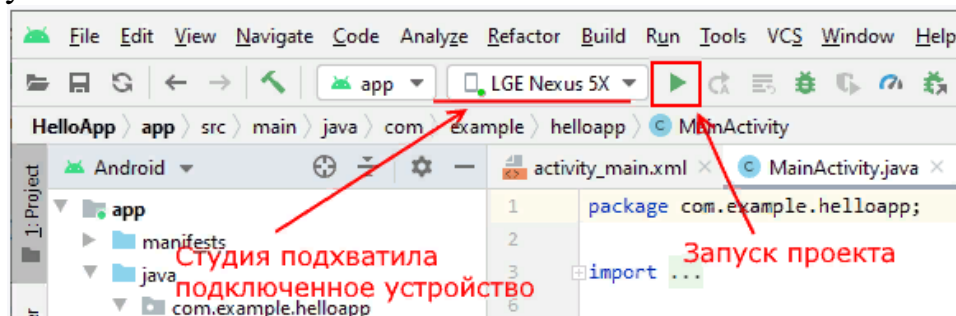 File Edit View Navigate Code Analyze Refactor Build Run Tools VCS Window Help
app LGE Nexus 5X
HelloApp app src main java com example helloapp C MainActivity
1: Project
Android
activity_main.xml
C MainActivity.java
app
manifests
java
com.example.helloapp
1 package com.example.helloapp;
2
3 import ...
6
Студия подхватила
подключенное устройство
Запуск проекта